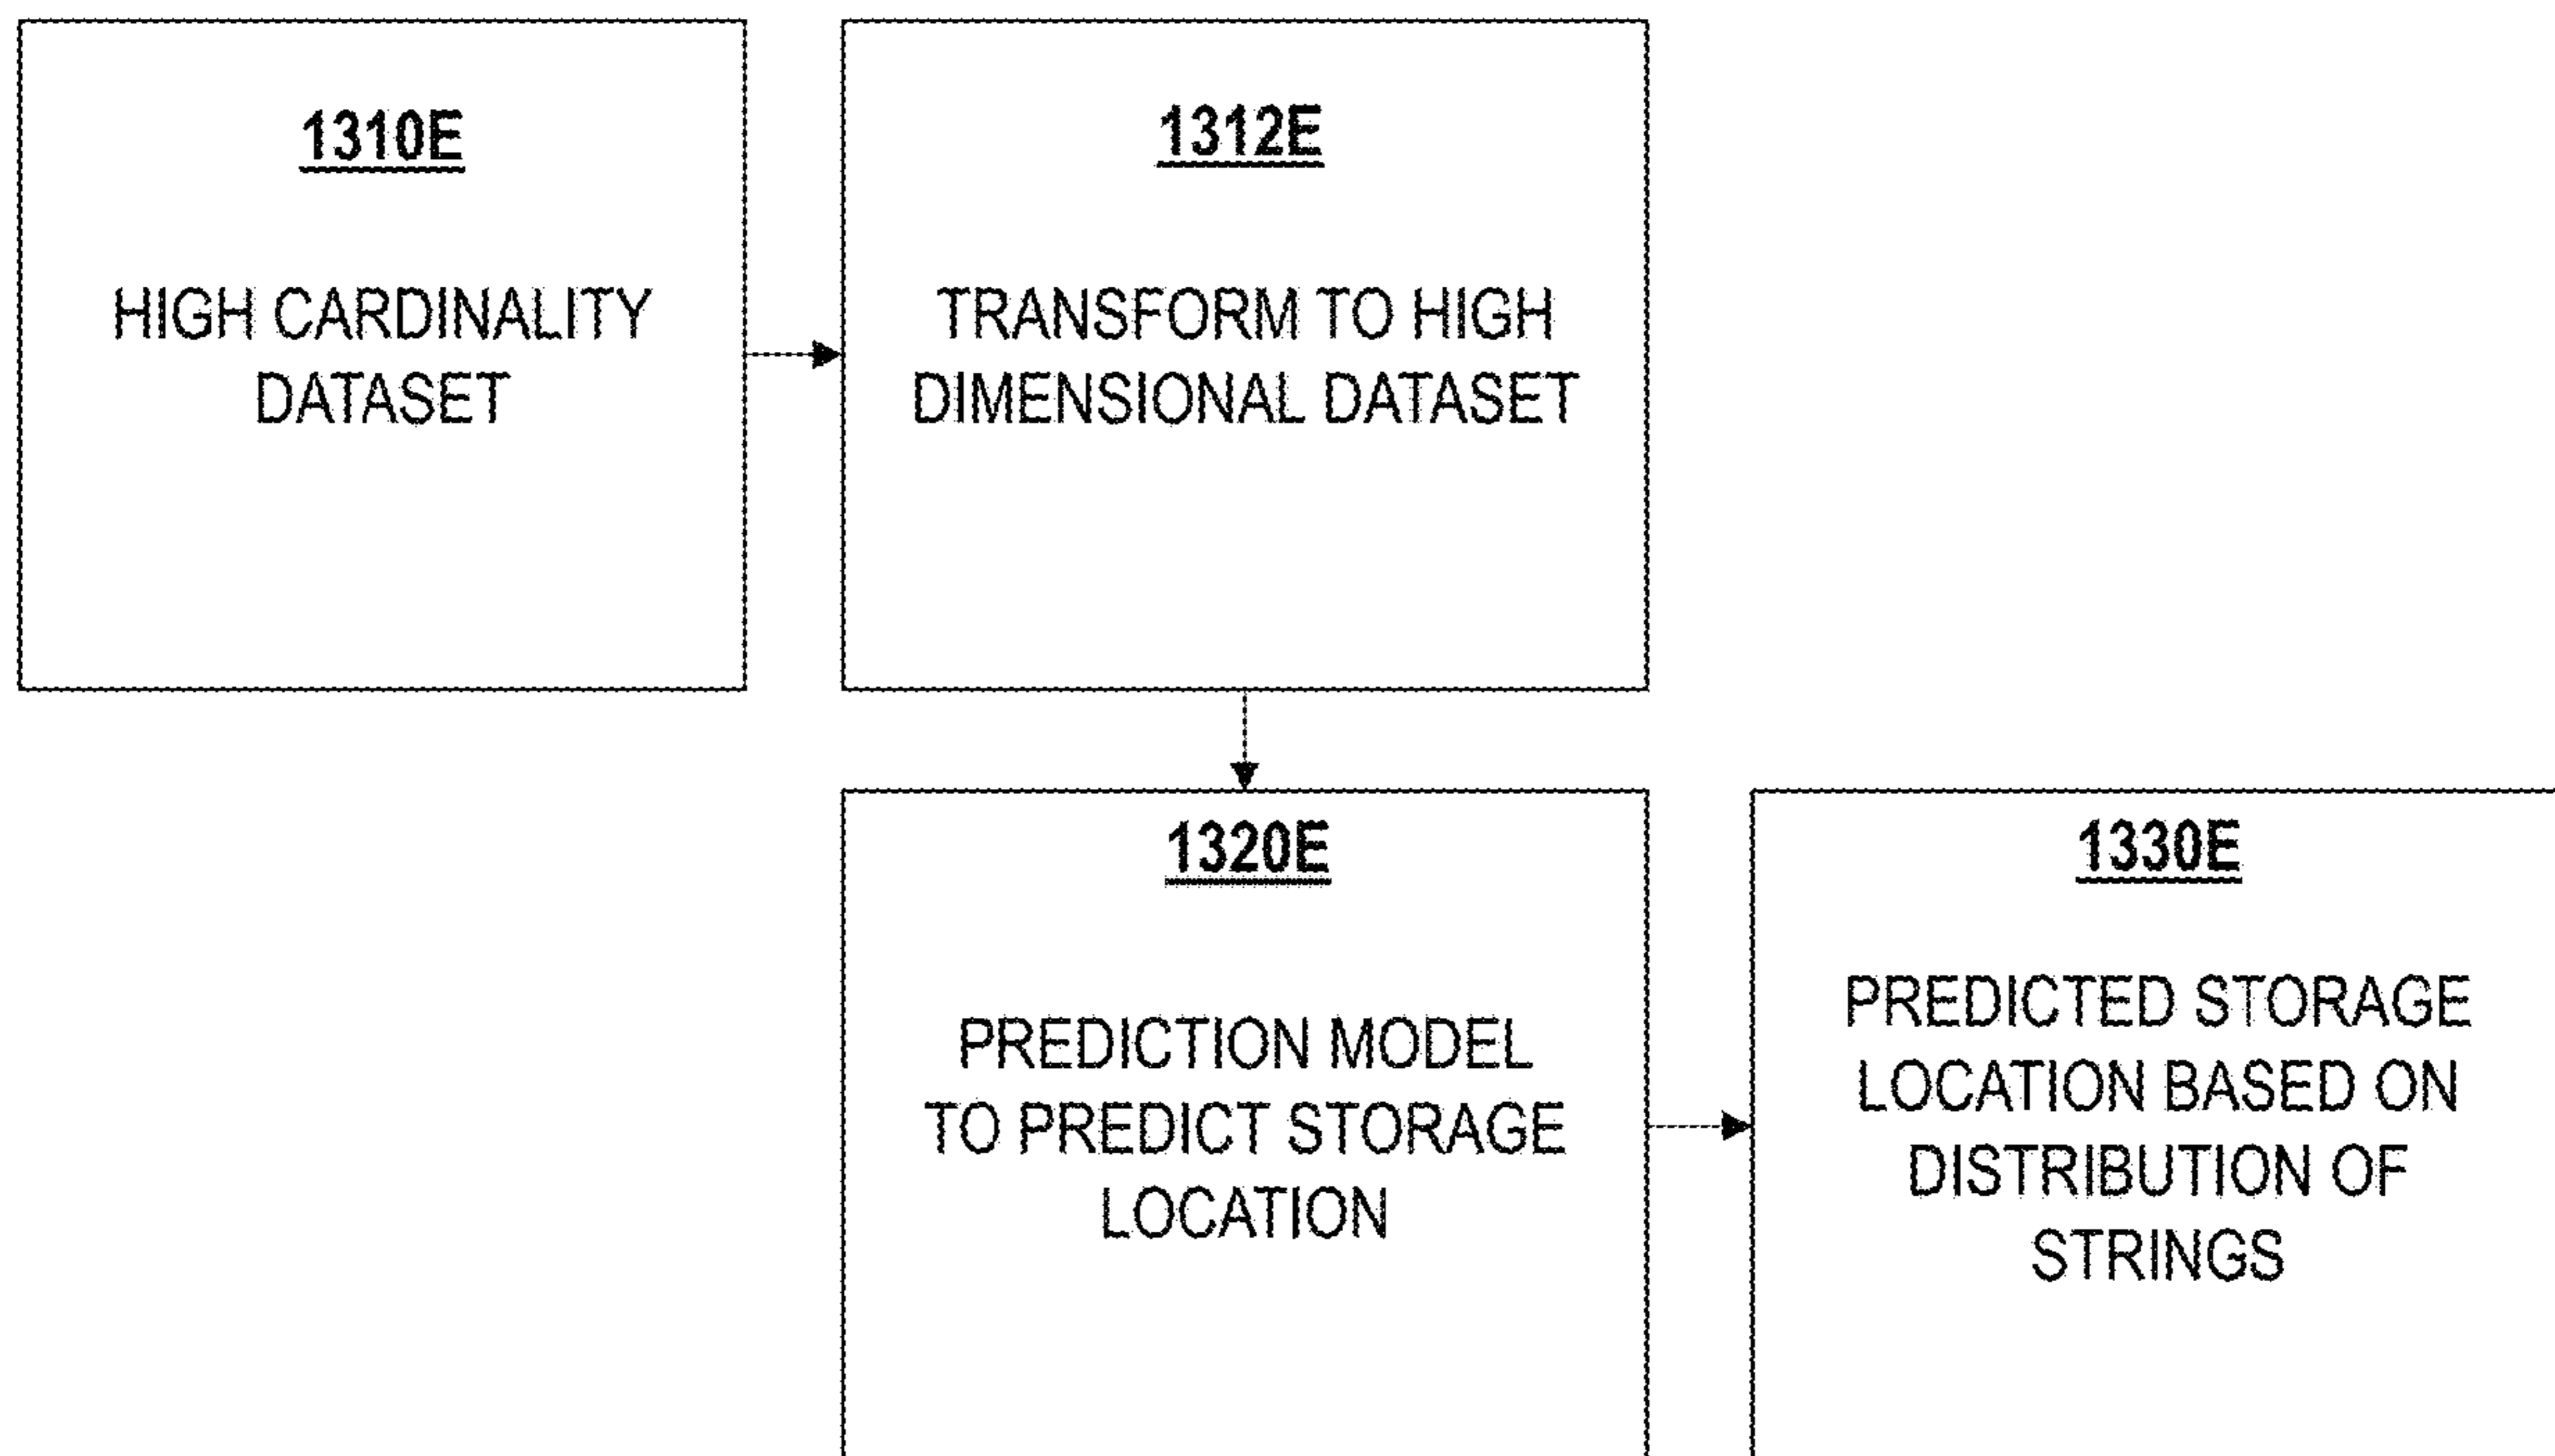 1310E
HIGH CARDINALITY
DATASET
1312E
TRANSFORM TO HIGH
DIMENSIONAL DATASET
1320E
PREDICTION MODEL
TO PREDICT STORAGE
LOCATION
1330E
PREDICTED STORAGE
LOCATION BASED ON
DISTRIBUTION OF
STRINGS